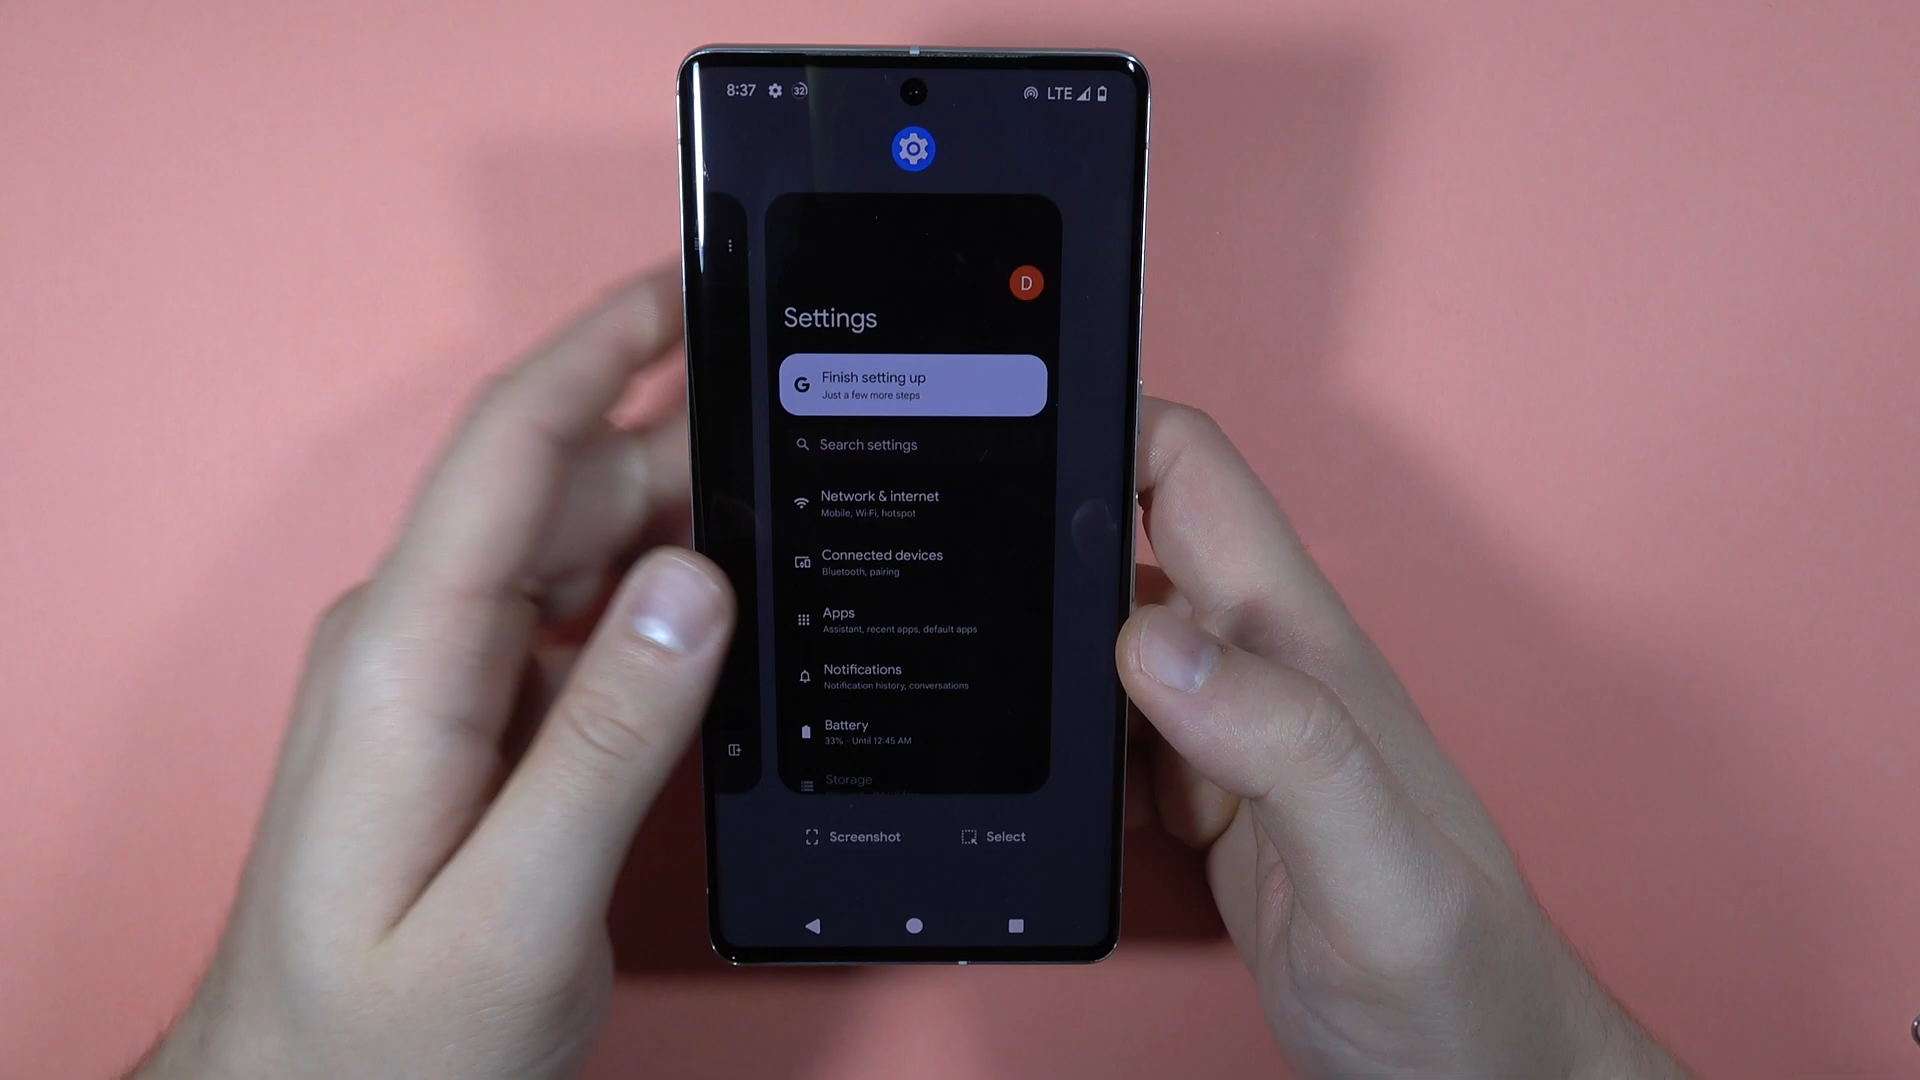 8:37 32 LTE
D
Settings
G
Finish setting up
Just a few more steps
Search settings
Network & internet
Mobile, Wi-Fi, hotspot
Connected devices
Bluetooth, pairing
Apps
Assistant, recent apps, default apps
Notifications
Notification history, conversations
Battery
33% - Until 12:45 AM
Storage
Screenshot Select